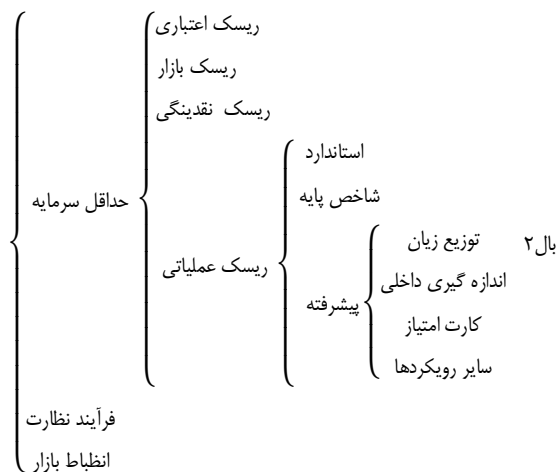 ریسک اعتباری
ریسک بازار
ریسک نقدینگی
استاندارد
شاخص پایه
حداقل سرمایه
بال۲
توزیع زیان
ریسک عملیاتی
اندازه گیری داخلی
پیشرفته
کارت امتیاز
سایر رویکردها
فرآیند نظارت
انظباط بازار